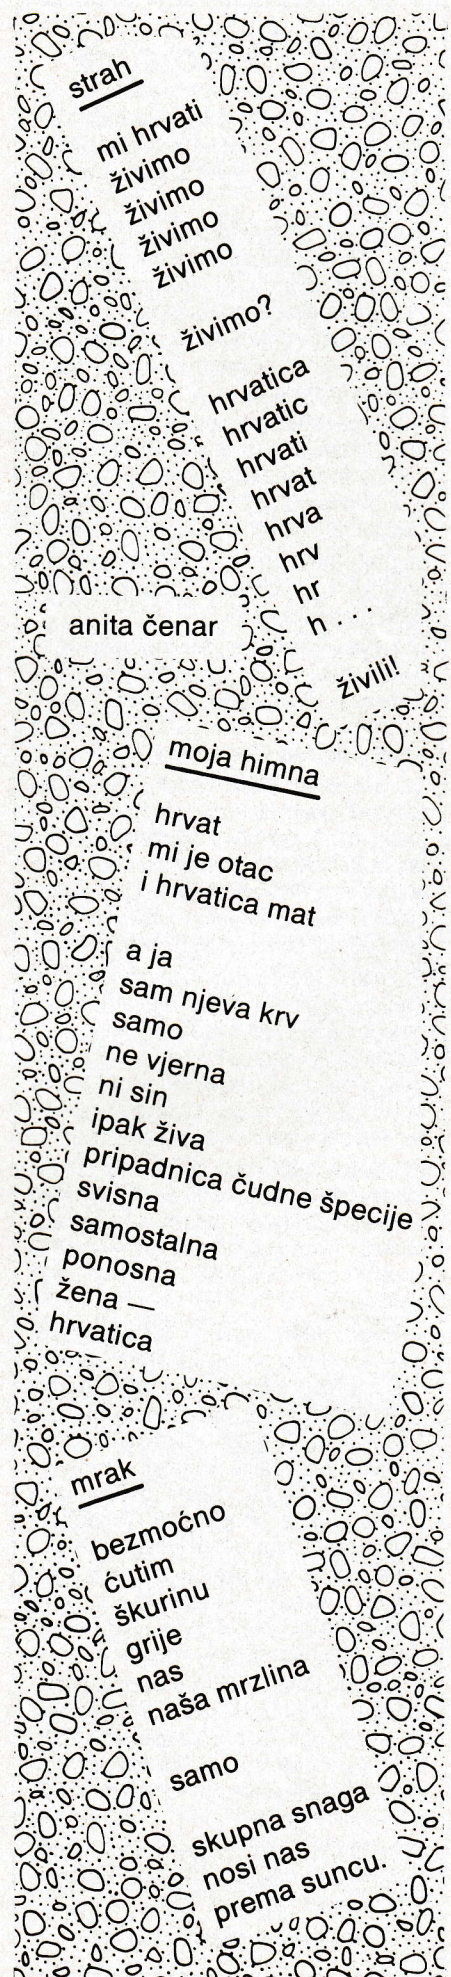 strah
mi hrvati
živimo
živimo
živimo
živimo
živimo?
hrvatica
hrvatic
hrvati
hrvat
hrva
hrv
hr
h . . .
živili!
anita čenar
moja himna
hrvat
mi je otac
i hrvatica mat
a ja
sam njeva krv
samo
ne vjerna
ni sin
ipak živa
pripadnica čudne špecije
svisna
samostalna
ponosna
žena —
hrvatica
mrak
bezmoćno
ćutim
škurinu
grije
nas
naša mrzlina
samo
skupna snaga
nosi nas
prema suncu.